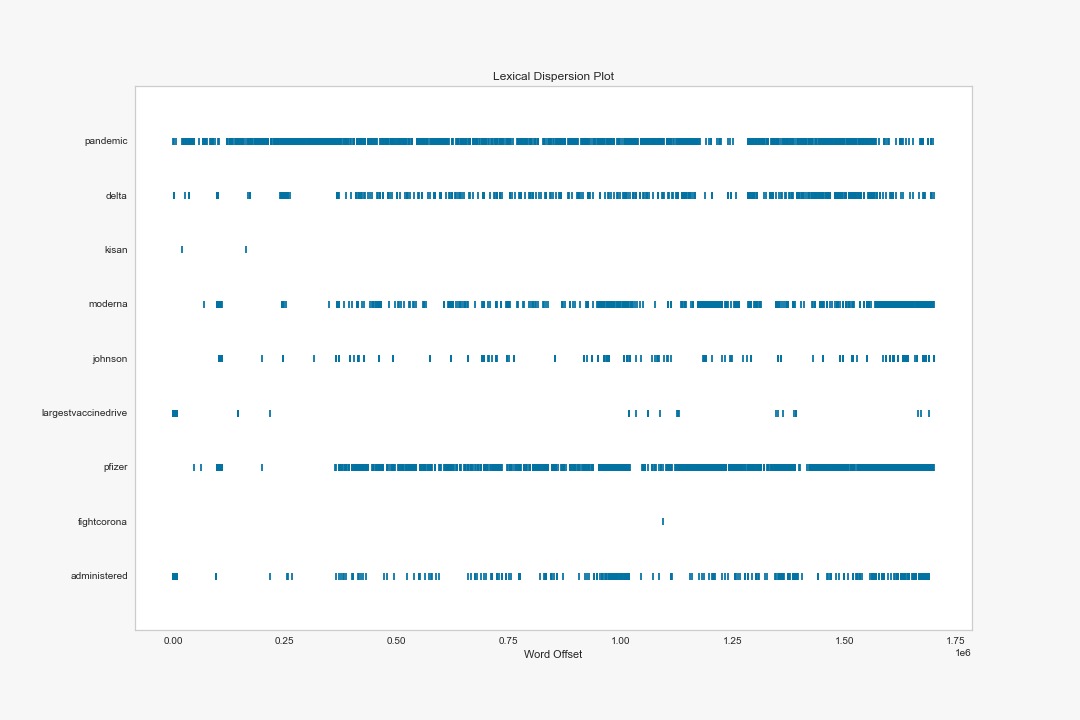 Lexical Dispersion Plot
pandemic
delta
kisan
moderna
johnson
largestvaccinedrive
pfizer
fightcorona
administered
0.00 0.25 0.50 0.75 1.00 1.25 1.50 1.75
1e6
Word Offset